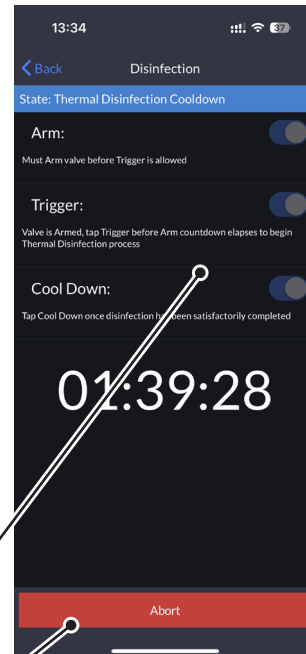 13:34
37
Back
Disinfection
State: Thermal Disinfection Cooldown
Arm:
Must Arm valve before Trigger is allowed
Trigger:
Valve is Armed, tap Trigger before Arm countdown elapses to begin
Thermal Disinfection process
Cool Down:
Tap Cool Down once disinfection has been satisfactorily completed
01:39:28
Abort